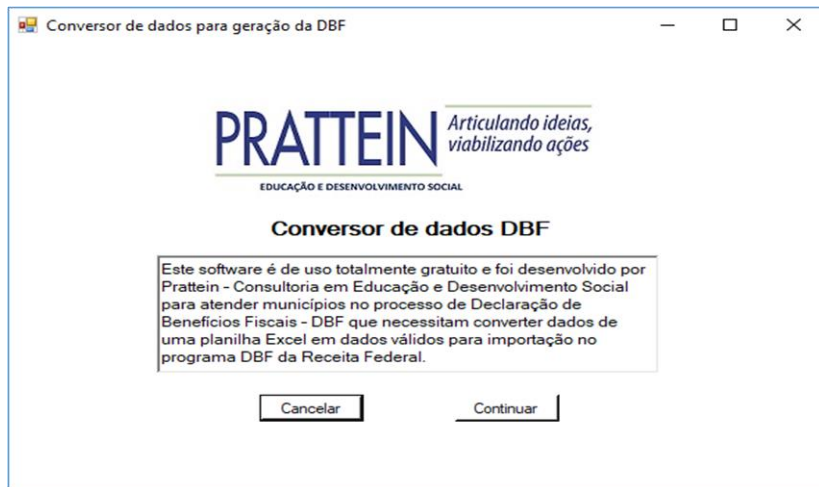 Conversor de dados para geração da DBF
PRATTEIN
Articulando ideias,
viabilizando ações
EDUCAÇÃO E DESENVOLVIMENTO SOCIAL
Conversor de dados DBF
Este software é de uso totalmente gratuito e foi desenvolvido por
Prattein - Consultoria em Educação e Desenvolvimento Social
para atender municípios no processo de Declaração de
Benefícios Fiscais - DBF que necessitam converter dados de
uma planilha Excel em dados válidos para importação no
programa DBF da Receita Federal.
Cancelar
Continuar